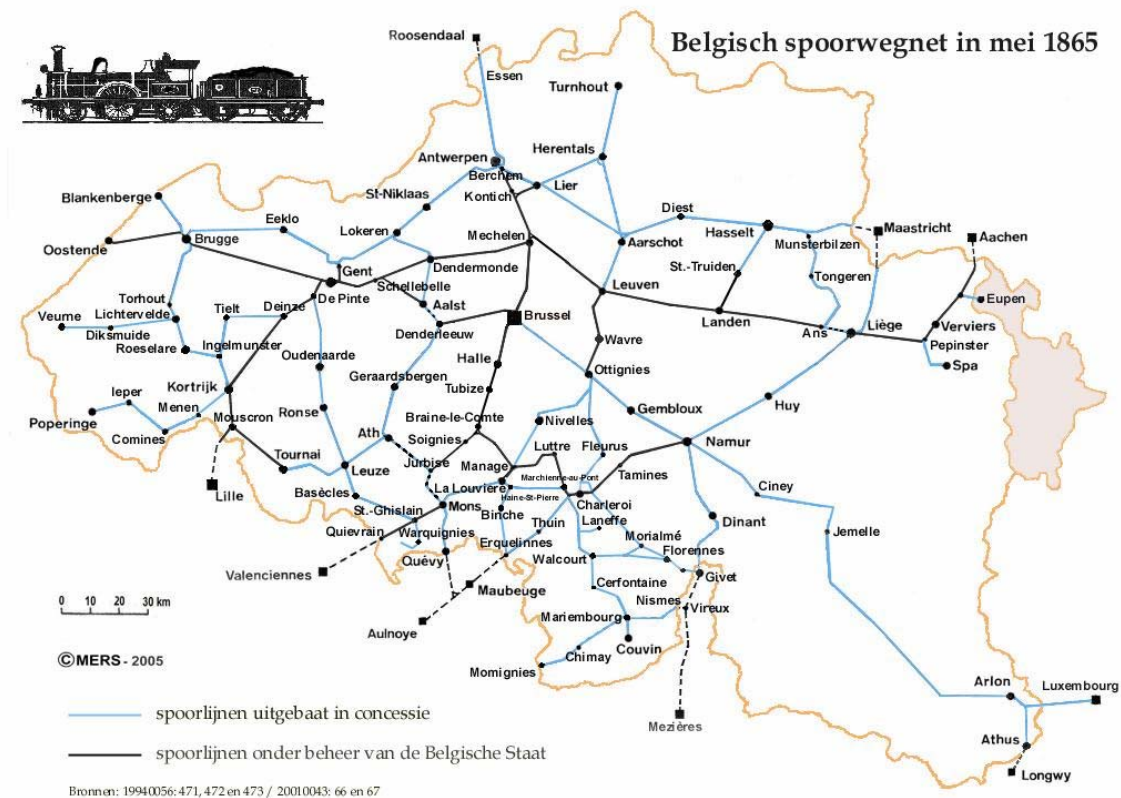 Belgisch spoorwegnet in mei 1865
Roosendaal
Essen
Turnhout
Antwerpen
Herentals
Berchem
Lier
Kontich
Blankenberge
St-Niklaas
Eeklo
Diest
Lokeren
Mechelen
Hasselt
Maastricht
Oostende
Brugge
Aarschot
Munsterbilzen
Aachen
Gent
Dendermonde
St.-Truiden
Tongeren
Schellebelle
Leuven
Torhout
Tielt
Deinze
De Pinte
Aalst
Eupen
Veurne
Lichtervelde
Brussel
Landen
Ans
Liège
Verviers
Diksmuide
Denderleeuw
Roeselare
Ingelmunster
Wavre
Pepinster
Oudenaarde
Halle
Spa
Geraardsbergen
Ottignies
Kortrijk
Tubize
Ieper
Menen
Huy
Poperinge
Mouscron
Ronse
Braine-le-Comte
Gembloux
Comines
Nivelles
Ath
Soignies
Namur
Tournai
Luttre
Fleurus
Leuze
Jurbise
Manage
Tamines
Lille
Basècles
La Louvière
Marchienne-au-Pont
Ciney
Haine-St-Pierre
St.-Ghislain
Mons
Charleroi
Binche
Laneffe
Dinant
Quievrain
Warquignies
Thuin
Jemelle
Erquelinnes
Morialmé
Quévy
Walcourt
Florennes
Valenciennes
Givet
Maubeuge
Cerfontaine
0 10 20 30 km
Nismes
Vireux
Aulnoye
Mariembourg
Couvin
©MERS - 2005
Chimay
Momignies
Arlon
Luxembourg
spoorlijnen uitgebaat in concessie
Mezières
Athus
spoorlijnen onder beheer van de Belgische Staat
Longwy
Bronnen: 19940056: 471, 472 en 473 / 20010043: 66 en 67